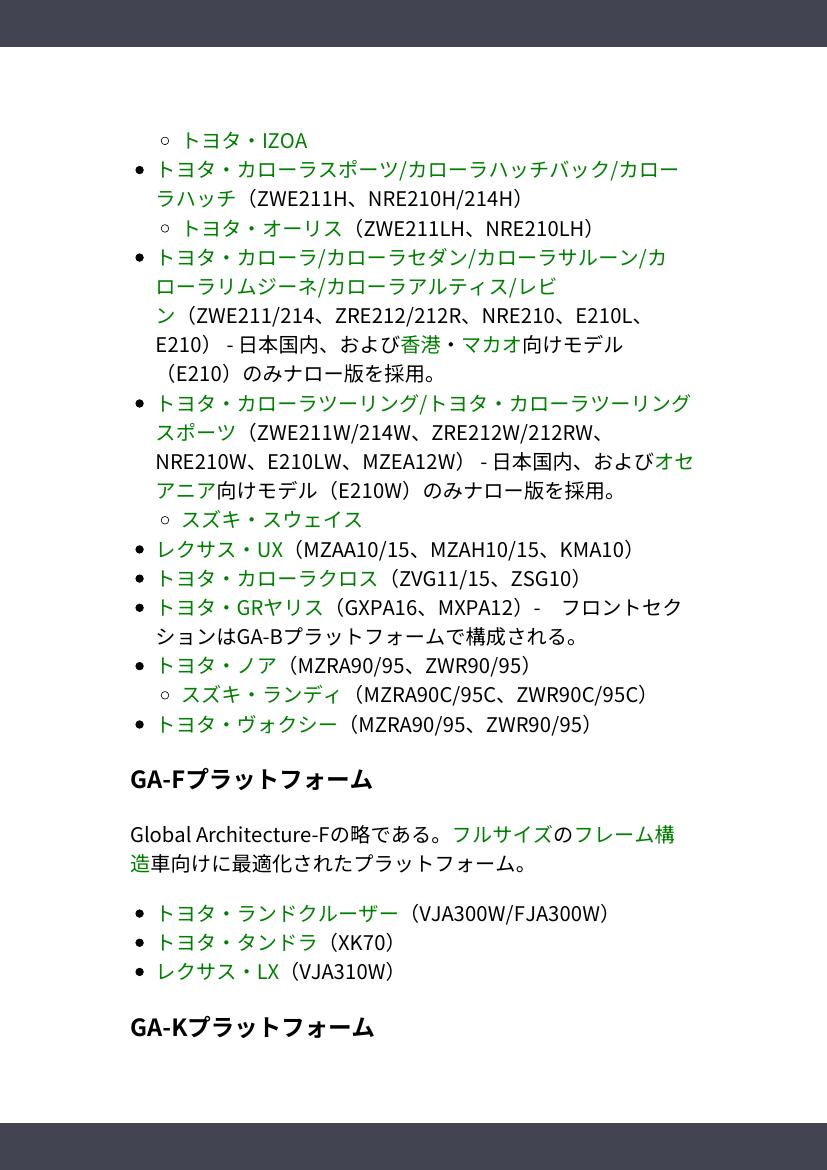 トヨタ・IZOA
トヨタ・カローラスポーツ/カローラハッチバック/カロー
ラハッチ（ZWE211H、NRE210H/214H）
トヨタ・オーリス（ZWE211LH、NRE210LH）
トヨタ・カローラ/カローラセダン/カローラサルーン/カ
ローラリムジーネ/カローラアルティス/レビ
ン（ZWE211/214、ZRE212/212R、NRE210、E210L、
E210） - 日本国内、および香港・マカオ向けモデル
（E210）のみナロー版を採用。
トヨタ・カローラツーリング/トヨタ・カローラツーリング
スポーツ（ZWE211W/214W、ZRE212W/212RW、
NRE210W、E210LW、MZEA12W） - 日本国内、およびオセ
アニア向けモデル（E210W）のみナロー版を採用。
スズキ・スウェイス
レクサス・UX（MZAA10/15、MZAH10/15、KMA10）
トヨタ・カローラクロス（ZVG11/15、ZSG10）
トヨタ・GRヤリス（GXPA16、MXPA12）-　フロントセク
ションはGA-Bプラットフォームで構成される。
トヨタ・ノア（MZRA90/95、ZWR90/95）
スズキ・ランディ（MZRA90C/95C、ZWR90C/95C）
トヨタ・ヴォクシー（MZRA90/95、ZWR90/95）
GA-Fプラットフォーム
Global Architecture-Fの略である。フルサイズのフレーム構
造車向けに最適化されたプラットフォーム。
トヨタ・ランドクルーザー（VJA300W/FJA300W）
トヨタ・タンドラ（XK70）
レクサス・LX（VJA310W）
GA-Kプラットフォーム